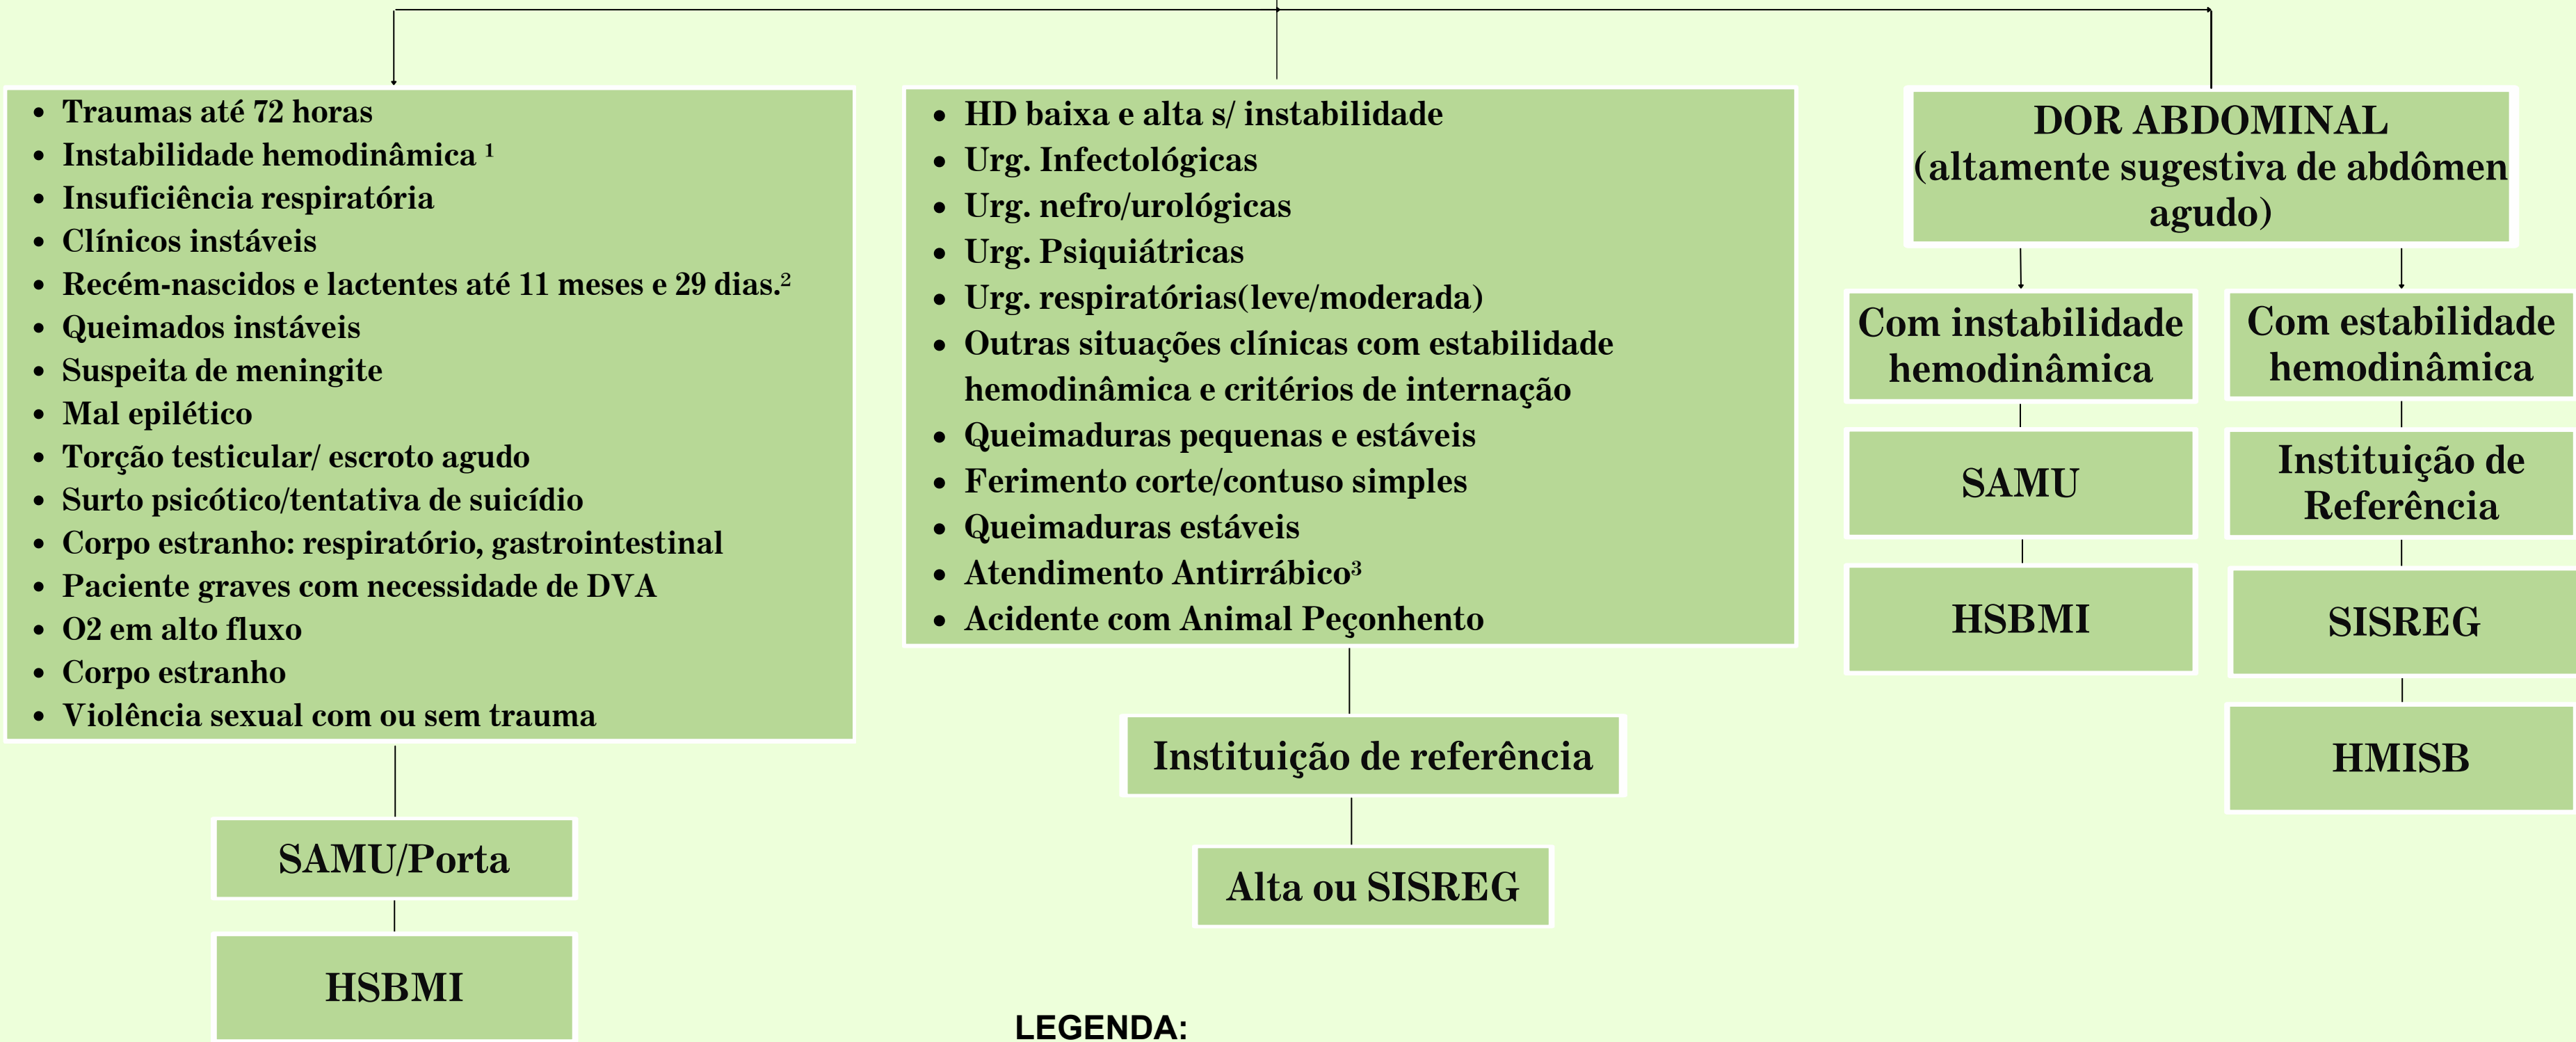 • Traumas até 72 horas
• Instabilidade hemodinâmica ¹
• Insuficiência respiratória
• Clínicos instáveis
• Recém-nascidos e lactentes até 11 meses e 29 dias.²
• Queimados instáveis
• Suspeita de meningite
• Mal epilético
• Torção testicular/ escroto agudo
• Surto psicótico/tentativa de suicídio
• Corpo estranho: respiratório, gastrointestinal
• Paciente graves com necessidade de DVA
• O2 em alto fluxo
• Corpo estranho
• Violência sexual com ou sem trauma
SAMU/Porta
HSBMI
• HD baixa e alta s/ instabilidade
• Urg. Infectológicas
• Urg. nefro/urológicas
• Urg. Psiquiátricas
• Urg. respiratórias(leve/moderada)
• Outras situações clínicas com estabilidade
hemodinâmica e critérios de internação
• Queimaduras pequenas e estáveis
• Ferimento corte/contuso simples
• Queimaduras estáveis
• Atendimento Antirrábico³
• Acidente com Animal Peçonhento
Instituição de referência
Alta ou SISREG
DOR ABDOMINAL
(altamente sugestiva de abdômen
agudo)
Com instabilidade
hemodinâmica
SAMU
HSBMI
Com estabilidade
hemodinâmica
Instituição de
Referência
SISREG
HMISB
LEGENDA: